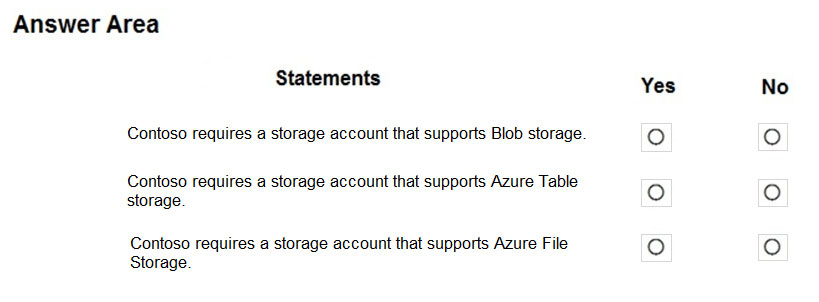 Answer Area
Statements Yes No
Contoso requires a storage account that supports Blob storage.
Contoso requires a storage account that supports Azure Table
storage.
Contoso requires a storage account that supports Azure File
Storage.